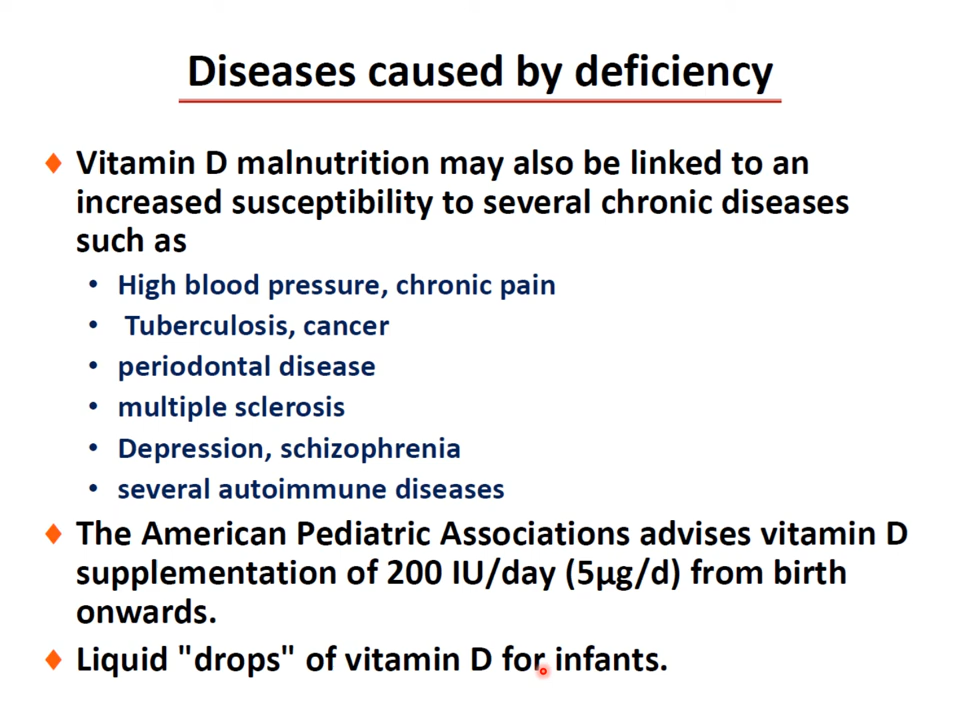 Diseases caused by deficiency
♦ Vitamin D malnutrition may also be linked to an
increased susceptibility to several chronic diseases
such as
• High blood pressure, chronic pain
• Tuberculosis, cancer
• periodontal disease
• multiple sclerosis
• Depression, schizophrenia
• several autoimmune diseases
♦ The American Pediatric Associations advises vitamin D
supplementation of 200 IU/day (5μg/d) from birth
onwards.
♦ Liquid "drops" of vitamin D for infants.